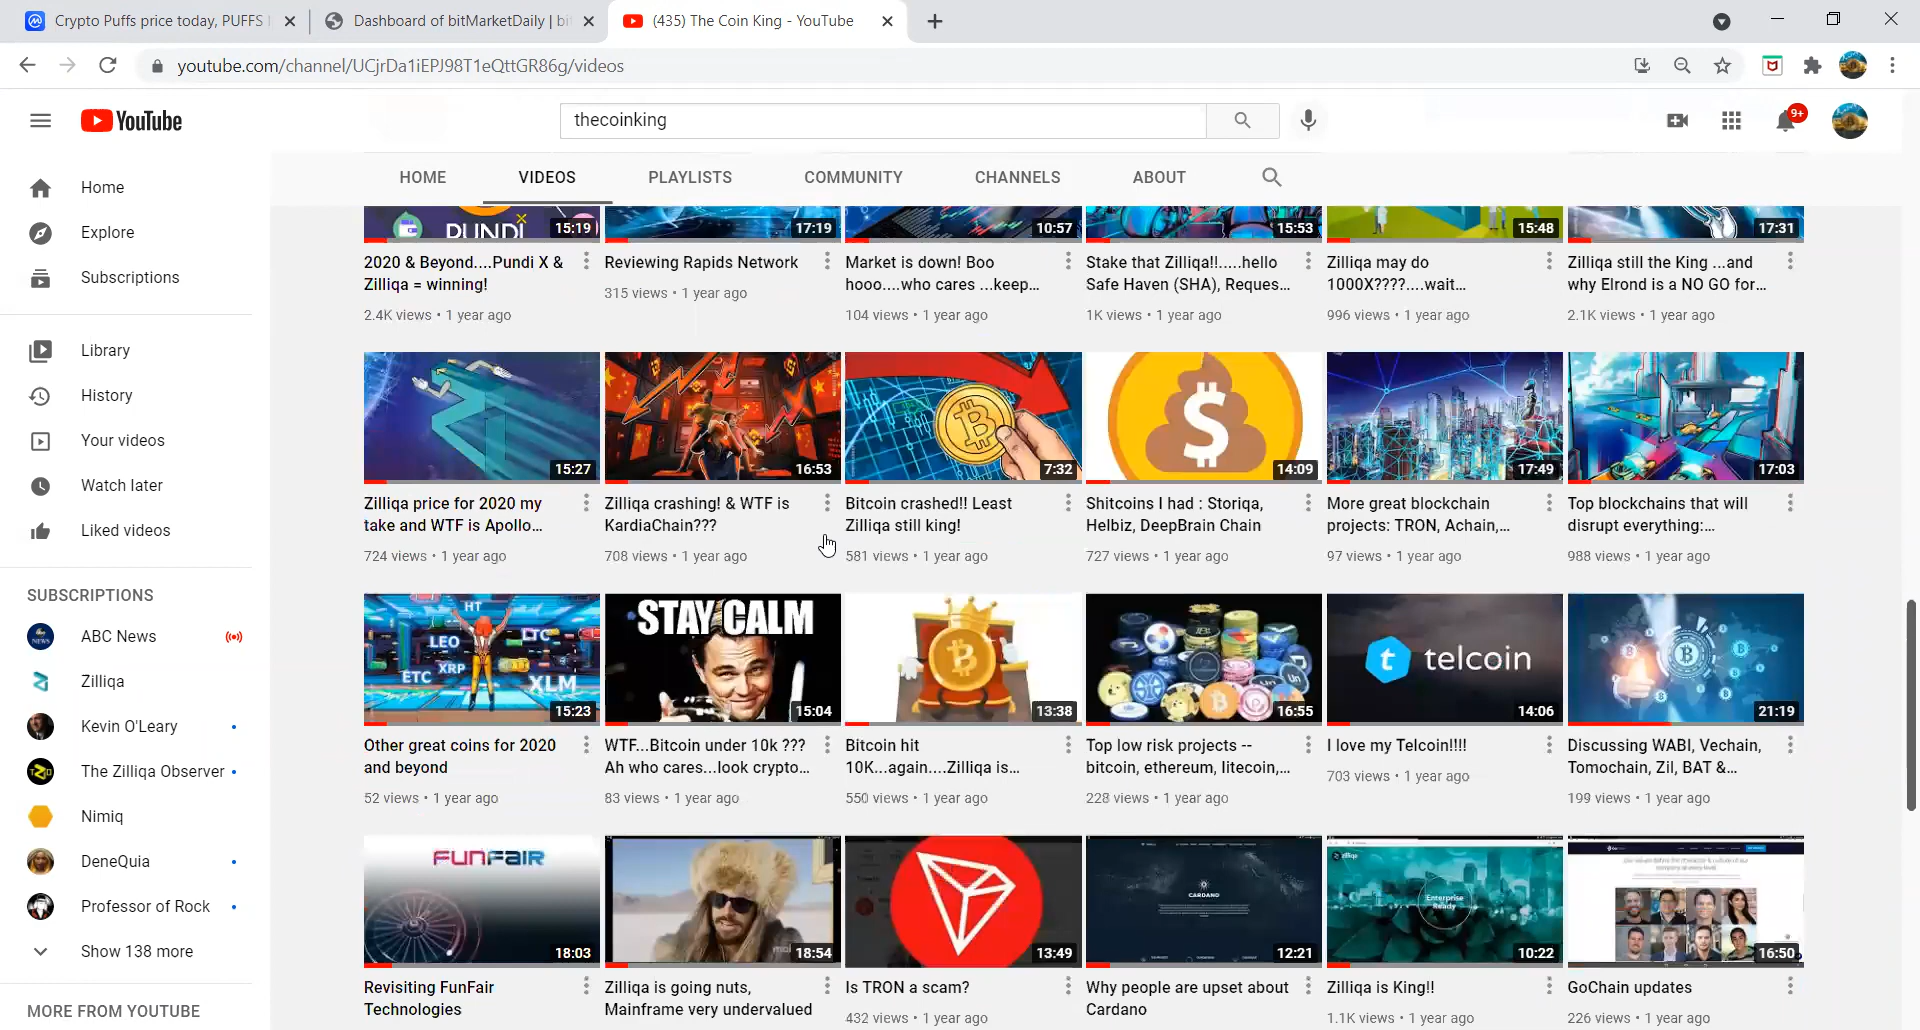 Crypto Puffs price today, PUFFS
Dashboard of bitMarketDaily | bi
(435) The Coin King - YouTube
youtube.com/channel/UCjrDa1iEPJ98T1eQttGR86g/videos
YouTube
thecoinking
9+
HOME VIDEOS PLAYLISTS COMMUNITY CHANNELS ABOUT
Home
Explore
Subscriptions
Library
History
Your videos
Watch later
Liked videos
SUBSCRIPTIONS
ABC News
Zilliqa
Kevin O'Leary
The Zilliqa Observer
Nimiq
DeneQuia
Professor of Rock
Show 138 more
MORE FROM YOUTUBE
PUNDI X
15:19
2020 & Beyond....Pundi X &
Zilliqa = winning!
2.4K views • 1 year ago
17:19
Reviewing Rapids Network
315 views • 1 year ago
10:57
Market is down! Boo
hooo....who cares ...keep...
104 views • 1 year ago
15:53
Stake that Zilliqa!!.....hello
Safe Haven (SHA), Reques...
1K views • 1 year ago
15:48
Zilliqa may do
1000X????....wait...
996 views • 1 year ago
17:31
Zilliqa still the King ...and
why Elrond is a NO GO for...
2.1K views • 1 year ago
15:27
Zilliqa price for 2020 my
take and WTF is Apollo...
724 views • 1 year ago
16:53
Zilliqa crashing! & WTF is
KardiaChain???
708 views • 1 year ago
7:32
Bitcoin crashed!! Least
Zilliqa still king!
581 views • 1 year ago
$
14:09
Shitcoins I had : Storiqa,
Helbiz, DeepBrain Chain
727 views • 1 year ago
17:49
More great blockchain
projects: TRON, Achain,...
97 views • 1 year ago
17:03
Top blockchains that will
disrupt everything:...
988 views • 1 year ago
HT
LEO
LTC
XRP
ETC
XLM
15:23
Other great coins for 2020
and beyond
52 views • 1 year ago
STAY CALM
15:04
WTF...Bitcoin under 10k ???
Ah who cares...look crypto...
83 views • 1 year ago
13:38
Bitcoin hit
10K...again....Zilliqa is...
550 views • 1 year ago
16:55
Top low risk projects --
bitcoin, ethereum, litecoin,...
228 views • 1 year ago
telcoin
14:06
I love my Telcoin!!!!
703 views • 1 year ago
21:19
Discussing WABI, Vechain,
Tomochain, Zil, BAT &...
199 views • 1 year ago
FUNFAIR
18:03
Revisiting FunFair
Technologies
18:54
Zilliqa is going nuts,
Mainframe very undervalued
13:49
Is TRON a scam?
432 views • 1 year ago
CARDANO
12:21
Why people are upset about
Cardano
Enterprise
Ready
10:22
Zilliqa is King!!
1.1K views • 1 year ago
16:50
GoChain updates
226 views • 1 year ago